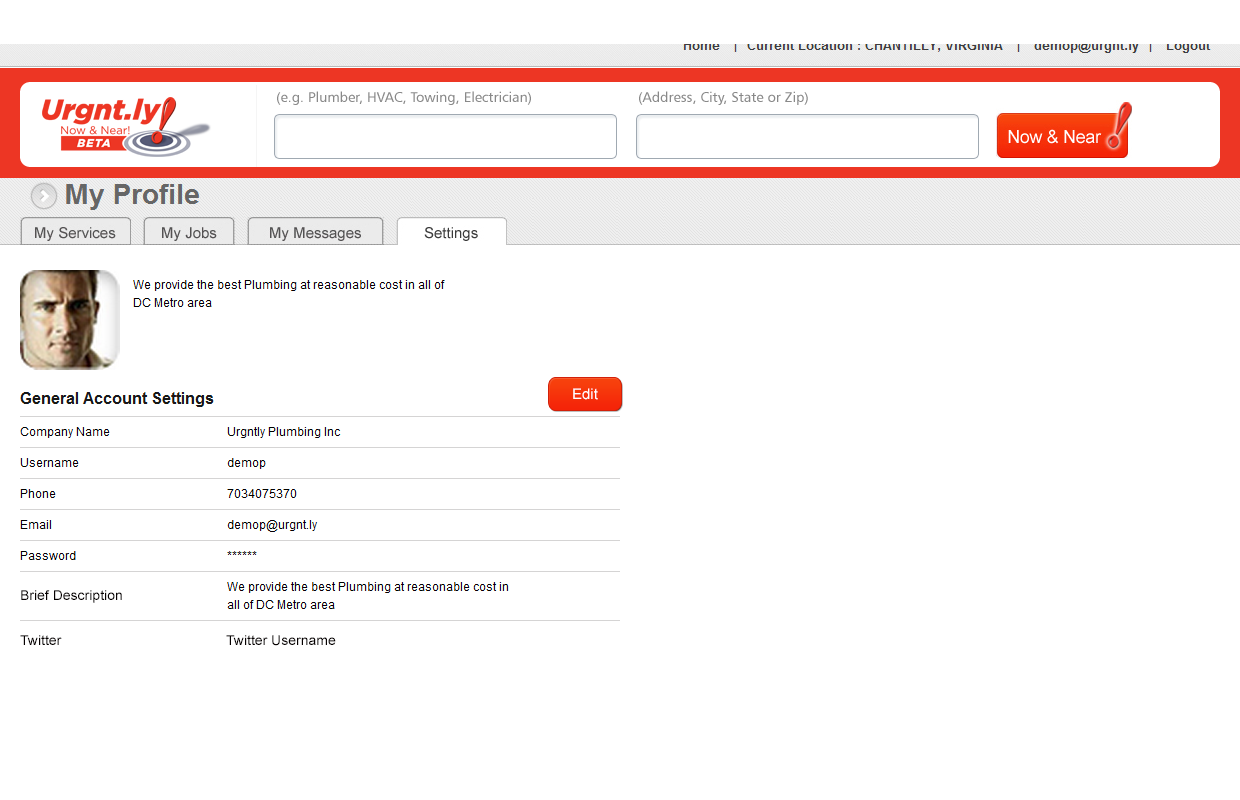 Home | Current Location : CHANTILLY, VIRGINIA | demop@urgnt.ly | Logout
(e.g. Plumber, HVAC, Towing, Electrician) (Address, City, State or Zip)
Urgnt.ly!
Now & Near!
BETA
Now & Near!
My Profile
My Services My Jobs My Messages Settings
We provide the best Plumbing at reasonable cost in all of
DC Metro area
General Account Settings Edit
Company Name Urgntly Plumbing Inc
Username demop
Phone 7034075370
Email demop@urgnt.ly
Password ******
Brief Description We provide the best Plumbing at reasonable cost in
all of DC Metro area
Twitter Twitter Username